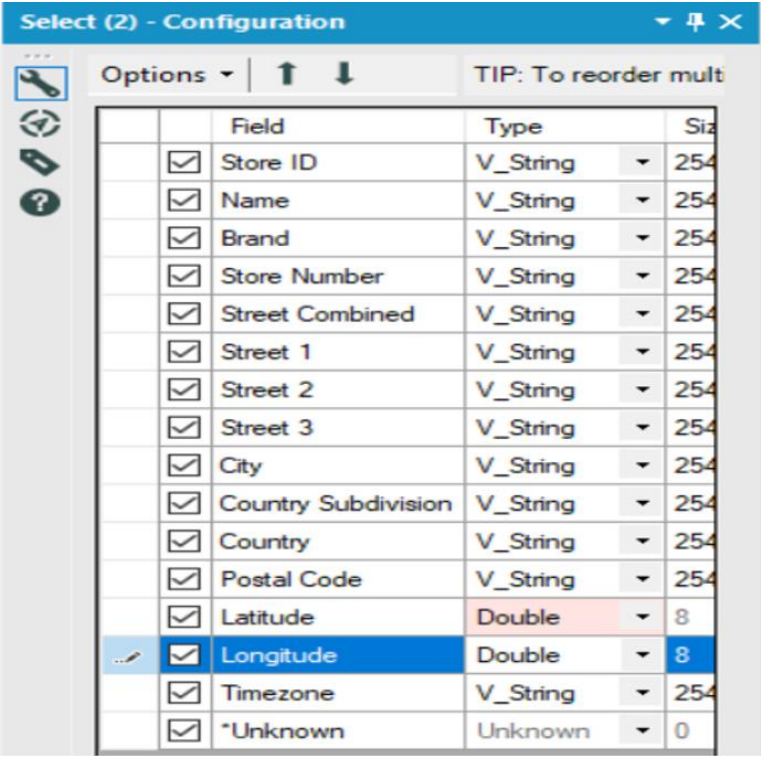 Select (2) - Configuration
Options TIP: To reorder multi
Field Type Siz
Store ID V_String 254
Name V_String 254
Brand V_String 254
Store Number V_String 254
Street Combined V_String 254
Street 1 V_String 254
Street 2 V_String 254
Street 3 V_String 254
City V_String 254
Country Subdivision V_String 254
Country V_String 254
Postal Code V_String 254
Latitude Double 8
Longitude Double 8
Timezone V_String 254
*Unknown Unknown 0